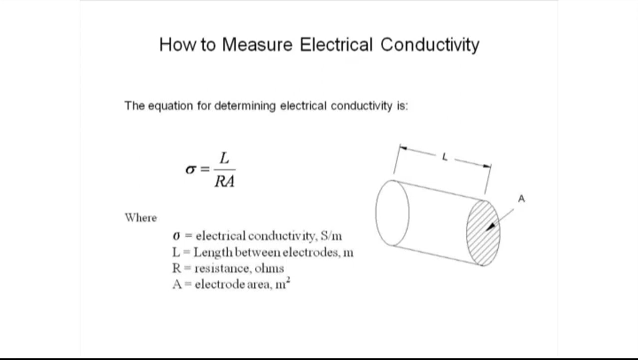 How to Measure Electrical Conductivity
The equation for determining electrical conductivity is:
σ = L / RA
L
A
Where
σ = electrical conductivity, S/m
L = Length between electrodes, m
R = resistance, ohms
A = electrode area, m²